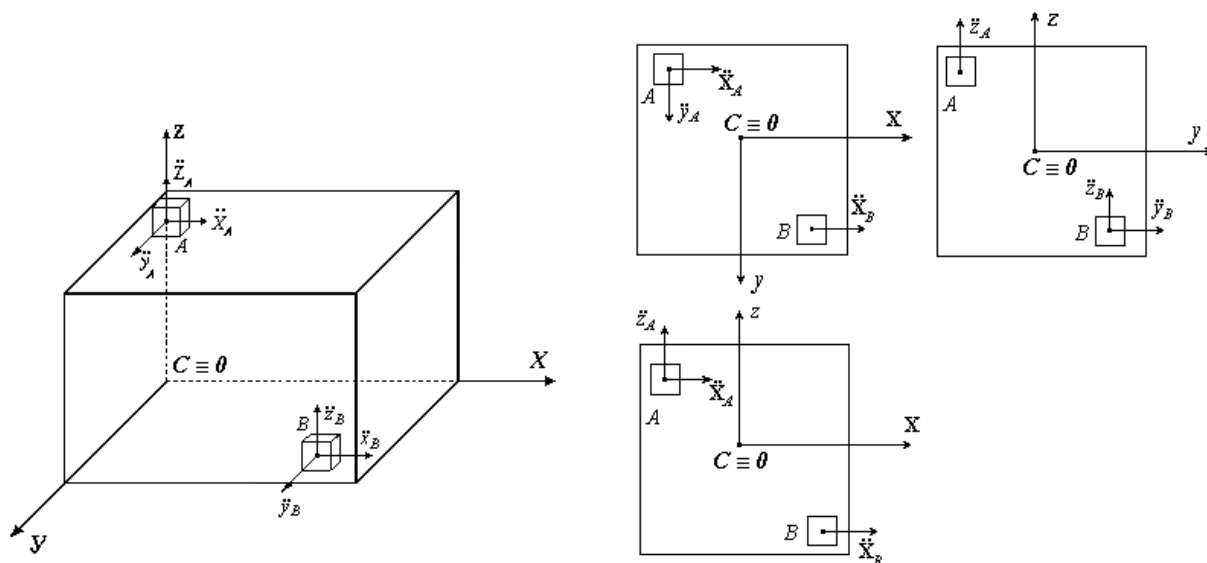 z
z̈_A
ẍ_A
A
ÿ_A
C ≡ 0
X
B
z̈_B
ẍ_B
ÿ_B
y
A
Ẍ_A
ÿ_A
C ≡ 0
X
B
Ẍ_B
y
z̈_A
z
A
y
C ≡ 0
z̈_B
B
ÿ_B
z̈_A
z
A
Ẍ_A
X
C ≡ 0
B
Ẍ_B